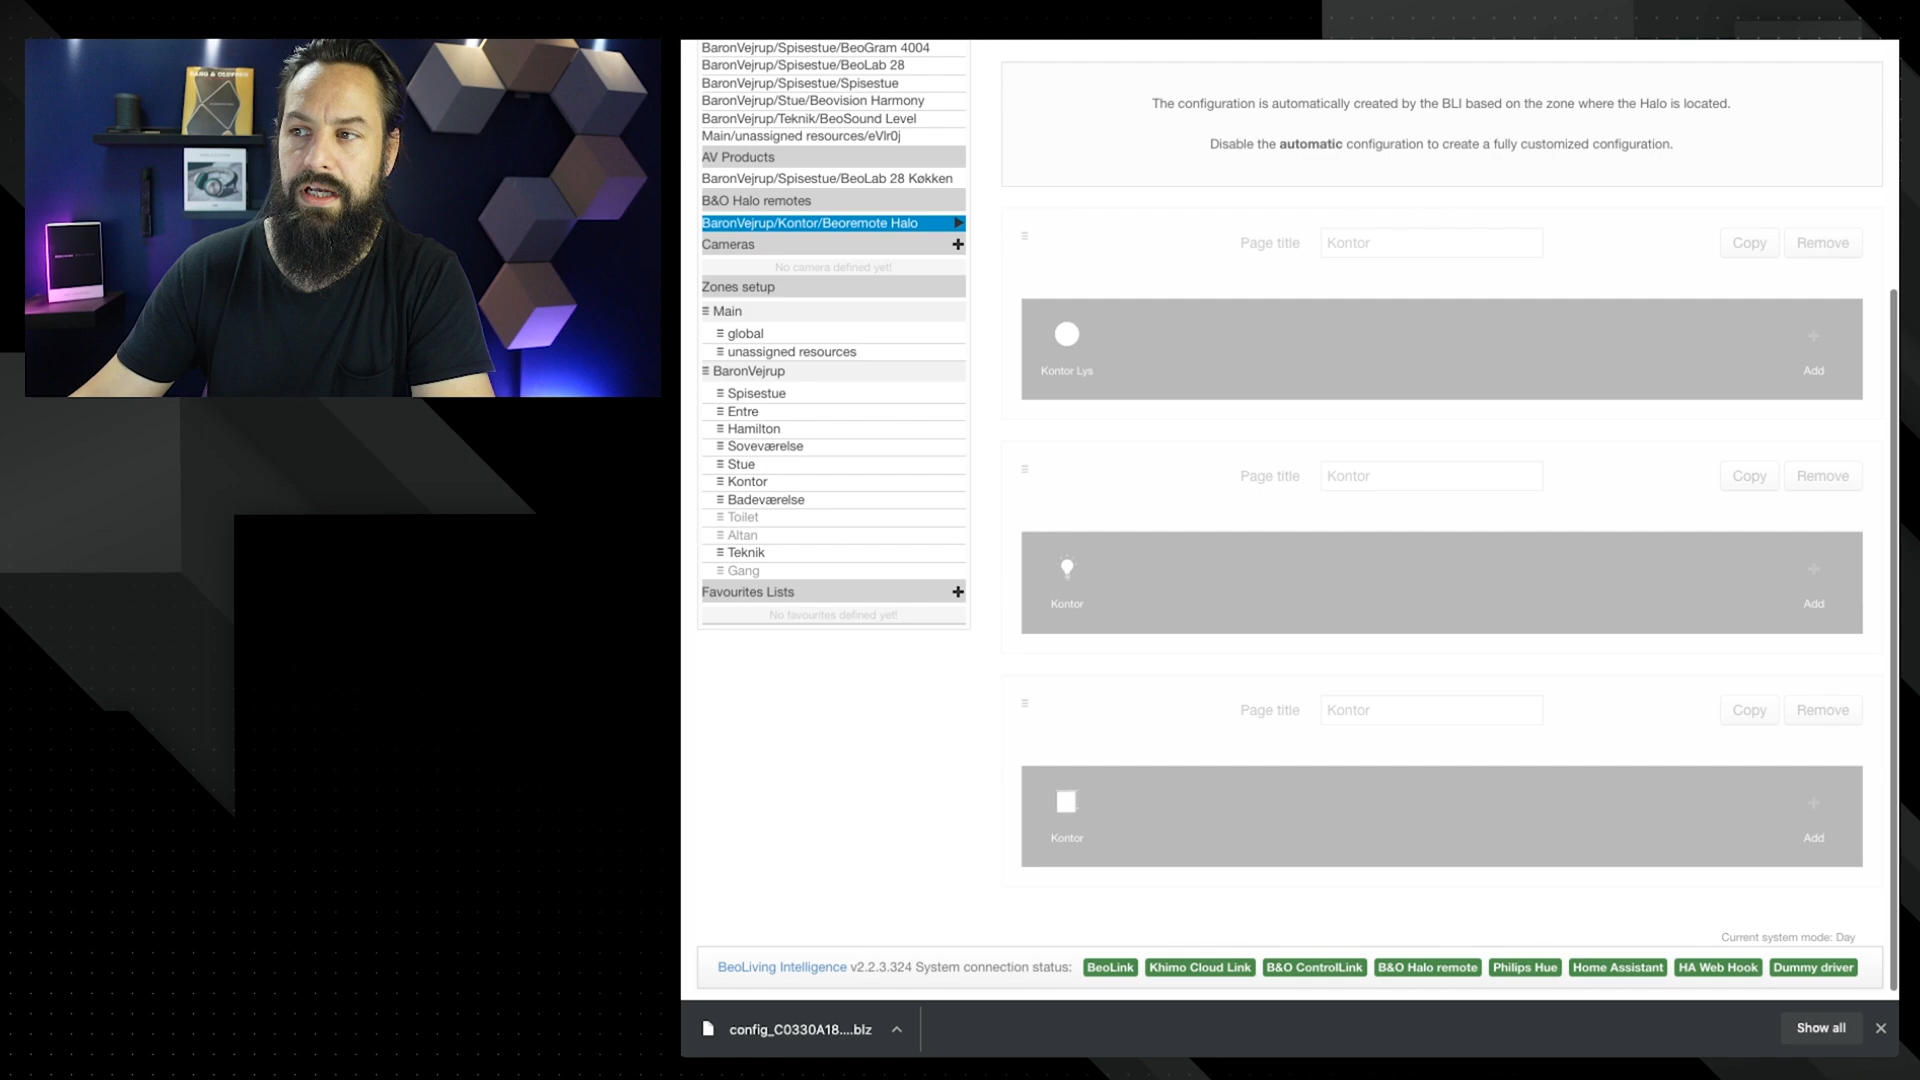 BANG & OLUFSEN
BaronVejrup/Spisestue/BeoGram 4004
BaronVejrup/Spisestue/BeoLab 28
BaronVejrup/Spisestue/Spisestue
BaronVejrup/Stue/Beovision Harmony
BaronVejrup/Teknik/BeoSound Level
Main/unassigned resources/eVIr0j
AV Products
BaronVejrup/Spisestue/BeoLab 28 Køkken
B&O Halo remotes
BaronVejrup/Kontor/Beoremote Halo
Cameras
No camera defined yet!
Zones setup
Main
global
unassigned resources
BaronVejrup
Spisestue
Entre
Hamilton
Soveværelse
Stue
Kontor
Badeværelse
Toilet
Altan
Teknik
Gang
Favourites Lists
No favourites defined yet!
The configuration is automatically created by the BLI based on the zone where the Halo is located.
Disable the automatic configuration to create a fully customized configuration.
Page title Kontor Copy Remove
Kontor Lys Add
Page title Kontor Copy Remove
Kontor Add
Page title Kontor Copy Remove
Kontor Add
Current system mode: Day
BeoLiving Intelligence v2.2.3.324 System connection status: BeoLink Khimo Cloud Link B&O ControlLink B&O Halo remote Philips Hue Home Assistant HA Web Hook Dummy driver
config_C0330A18....blz Show all